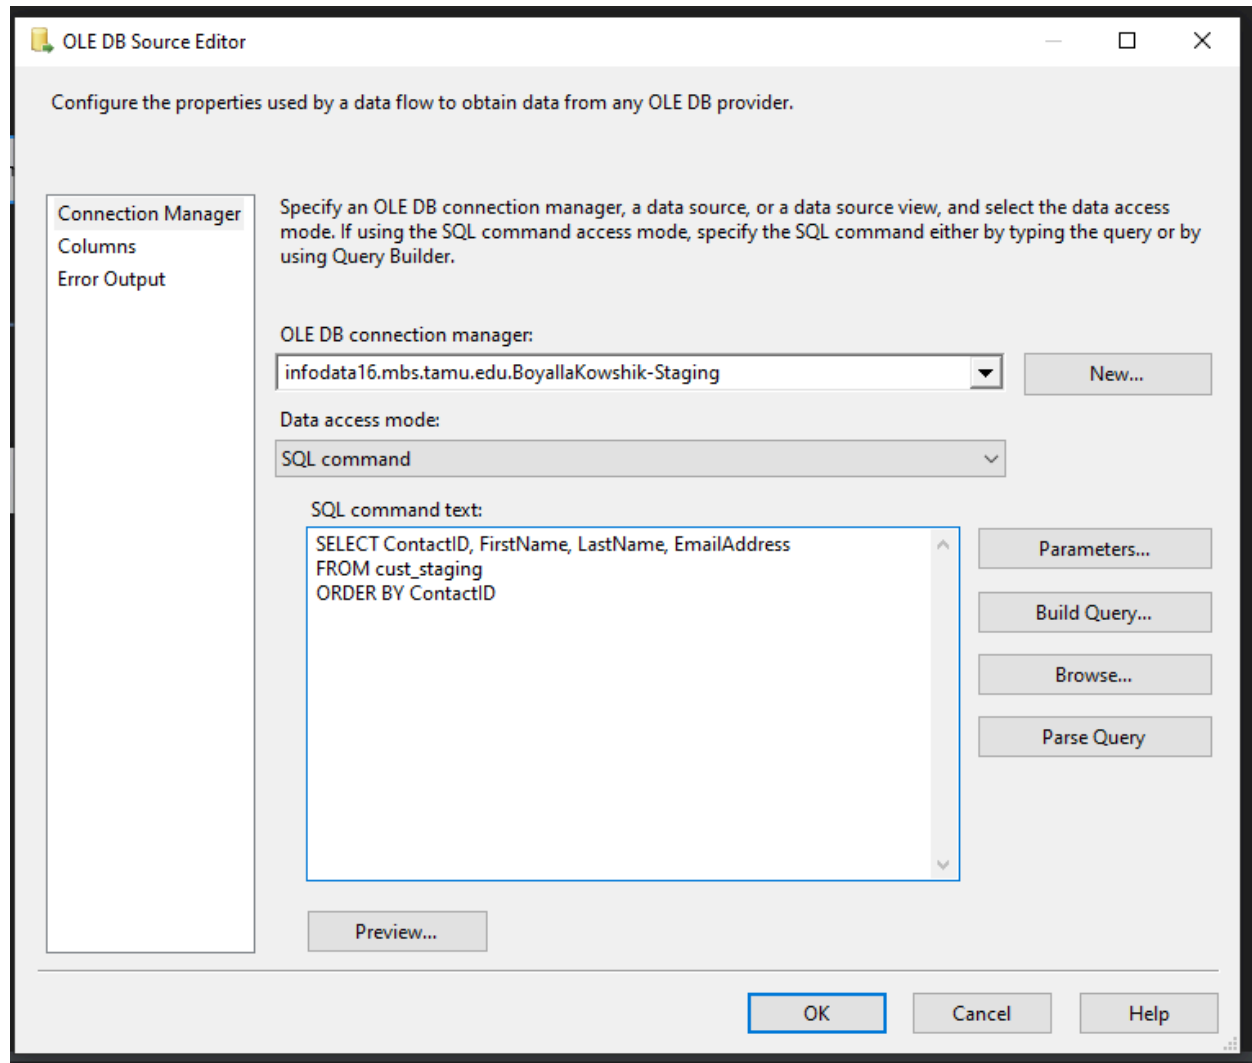 OLE DB Source Editor
Configure the properties used by a data flow to obtain data from any OLE DB provider.
Connection Manager
Columns
Error Output
Specify an OLE DB connection manager, a data source, or a data source view, and select the data access
mode. If using the SQL command access mode, specify the SQL command either by typing the query or by
using Query Builder.
OLE DB connection manager:
infodata16.mbs.tamu.edu.BoyallaKowshik-Staging
New...
Data access mode:
SQL command
SQL command text:
SELECT ContactID, FirstName, LastName, EmailAddress
FROM cust_staging
ORDER BY ContactID
Parameters...
Build Query...
Browse...
Parse Query
Preview...
OK
Cancel
Help